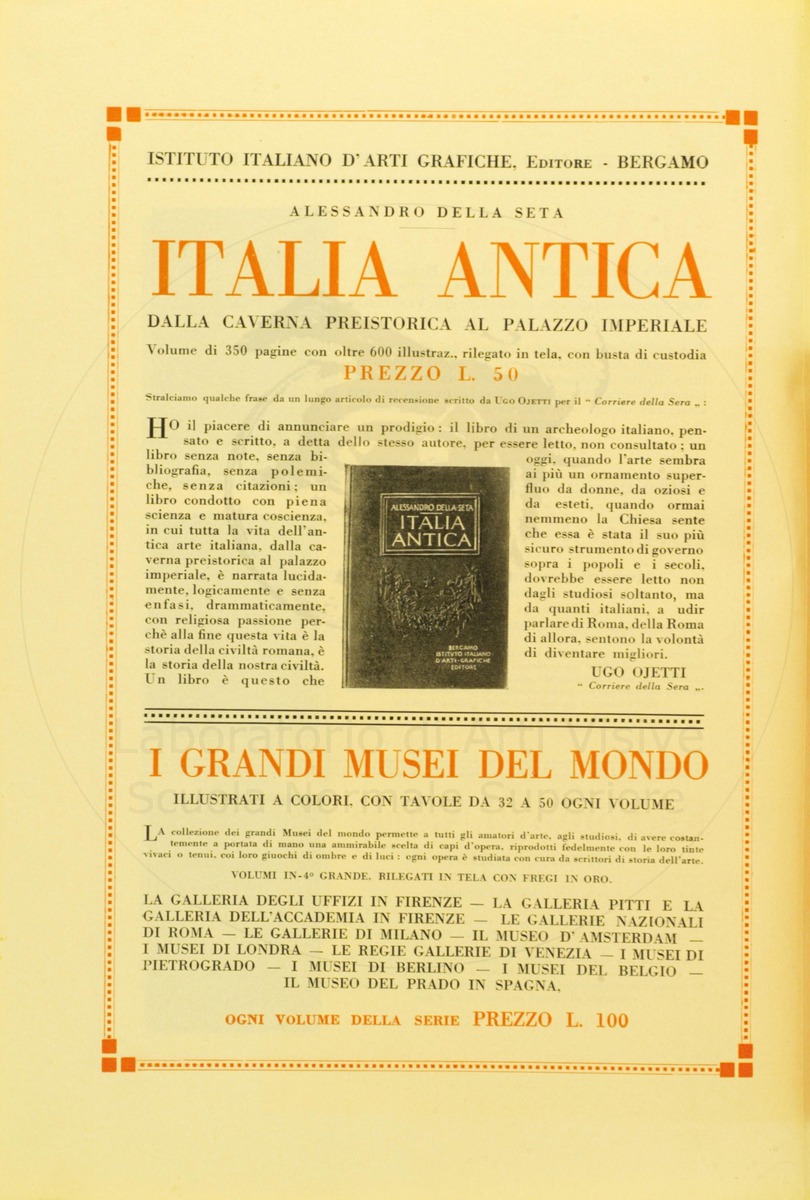 ISTITUTO ITALIANO D'ARTI GRAFICHE, EDITORE - BERGAMO
ALESSANDRO DELLA SETA
ITALIA ANTICA
DALLA CAVERNA PREISTORICA AL PALAZZO IMPERIALE
Volume di 350 pagine con oltre 600 illustraz., rilegato in tela, con busta di custodia
PREZZO L. 50
Stralciamo qualche frase da un lungo articolo di recensione scritto da UGO OJETTI per il " Corriere della Sera „ :
HO il piacere di annunciare un prodigio : il libro di un archeologo italiano, pen-
sato e scritto, a detta dello stesso autore, per essere letto, non consultato ; un
libro senza note, senza bi-
bliografia, senza polemi-
che, senza citazioni ; un
libro condotto con piena
scienza e matura coscienza,
in cui tutta la vita dell'an-
tica arte italiana, dalla ca-
verna preistorica al palazzo
imperiale, è narrata lucida-
mente, logicamente e senza
enfasi, drammaticamente,
con religiosa passione per-
chè alla fine questa vita è la
storia della civiltà romana, è
la storia della nostra civiltà.
Un libro è questo che
ALESSANDRO DELLA·SETA
ITALIA
ANTICA
BERGAMO
ISTITVTO ITALIANO
D'ARTI·GRAFICHE
EDITORE
oggi, quando l'arte sembra
ai più un ornamento super-
fluo da donne, da oziosi e
da esteti, quando ormai
nemmeno la Chiesa sente
che essa è stata il suo più
sicuro strumento di governo
sopra i popoli e i secoli,
dovrebbe essere letto non
dagli studiosi soltanto, ma
da quanti italiani, a udir
parlare di Roma, della Roma
di allora, sentono la volontà
di diventare migliori.
UGO OJETTI
" Corriere della Sera „.
I GRANDI MUSEI DEL MONDO
ILLUSTRATI A COLORI, CON TAVOLE DA 32 A 50 OGNI VOLUME
LA collezione dei grandi Musei del mondo permette a tutti gli amatori d'arte, agli studiosi, di avere costan-
temente a portata di mano una ammirabile scelta di capi d'opera, riprodotti fedelmente con le loro tinte
vivaci o tenui, coi loro giuochi di ombre e di luci : ogni opera è studiata con cura da scrittori di storia dell'arte.
VOLUMI IN-4° GRANDE, RILEGATI IN TELA CON FREGI IN ORO.
LA GALLERIA DEGLI UFFIZI IN FIRENZE — LA GALLERIA PITTI E LA
GALLERIA DELL'ACCADEMIA IN FIRENZE — LE GALLERIE NAZIONALI
DI ROMA — LE GALLERIE DI MILANO — IL MUSEO D'AMSTERDAM —
I MUSEI DI LONDRA — LE REGIE GALLERIE DI VENEZIA — I MUSEI DI
PIETROGRADO — I MUSEI DI BERLINO — I MUSEI DEL BELGIO —
IL MUSEO DEL PRADO IN SPAGNA.
OGNI VOLUME DELLA SERIE PREZZO L. 100